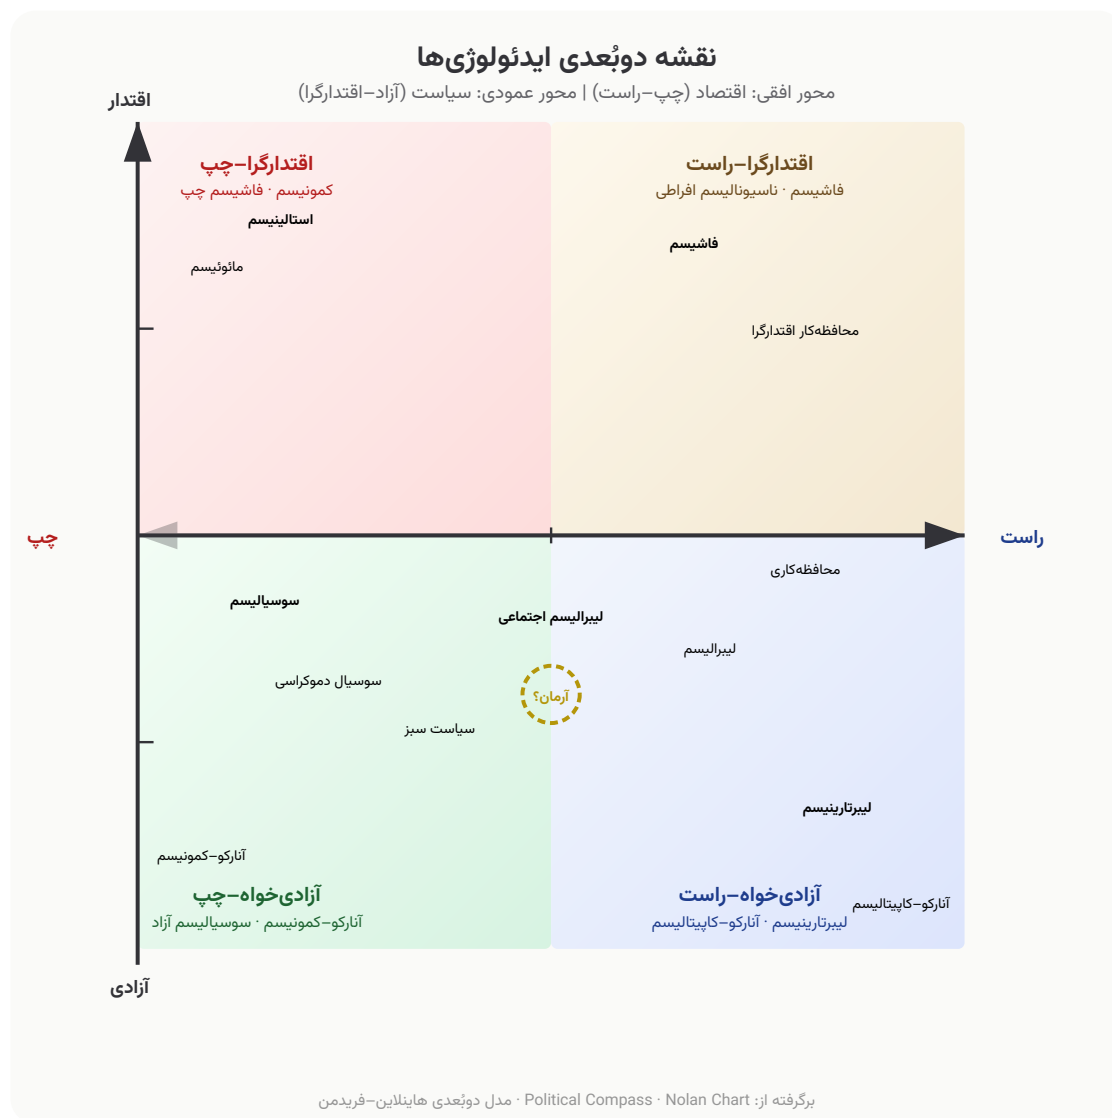 نقشه دوبُعدی ایدئولوژی‌ها
محور افقی: اقتصاد (چپ–راست) | محور عمودی: سیاست (آزاد–اقتدارگرا)
اقتدار
اقتدارگرا–راست
فاشیسم · ناسیونالیسم افراطی
فاشیسم
محافظه‌کار اقتدارگرا
اقتدارگرا–چپ
کمونیسم · فاشیسم چپ
استالینیسم
مائوئیسم
راست
چپ
محافظه‌کاری
لیبرالیسم اجتماعی
لیبرالیسم
آرمان؟
لیبرتارینیسم
آنارکو–کاپیتالیسم
آزادی‌خواه–راست
لیبرتارینیسم · آنارکو–کاپیتالیسم
سوسیالیسم
سوسیال دموکراسی
سیاست سبز
آنارکو–کمونیسم
آزادی‌خواه–چپ
آنارکو–کمونیسم · سوسیالیسم آزاد
آزادی
برگرفته از: Political Compass · Nolan Chart · مدل دوبُعدی هاینلاین–فریدمن